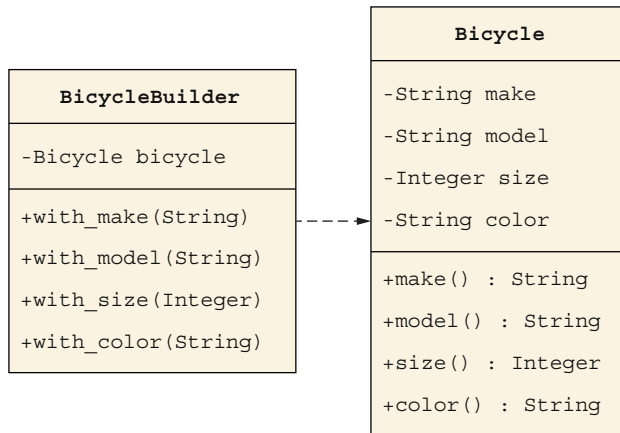 BicycleBuilder
-Bicycle bicycle
+with_make(String)
+with_model(String)
+with_size(Integer)
+with_color(String)
Bicycle
-String make
-String model
-Integer size
-String color
+make() : String
+model() : String
+size() : Integer
+color() : String